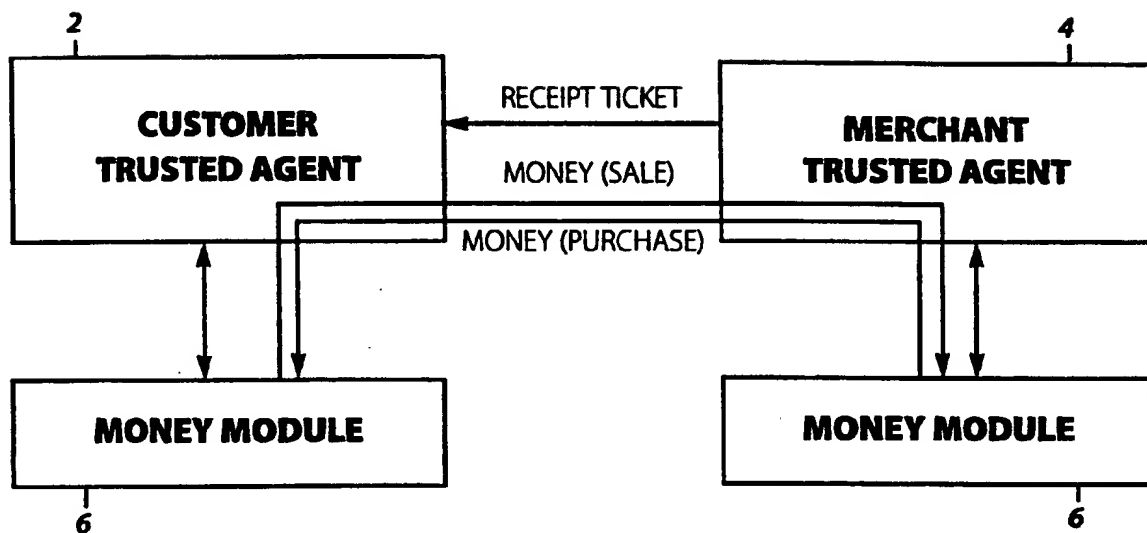 2
4
CUSTOMER
TRUSTED AGENT
RECEIPT TICKET
MERCHANT
TRUSTED AGENT
MONEY (SALE)
MONEY (PURCHASE)
MONEY MODULE
MONEY MODULE
6
6